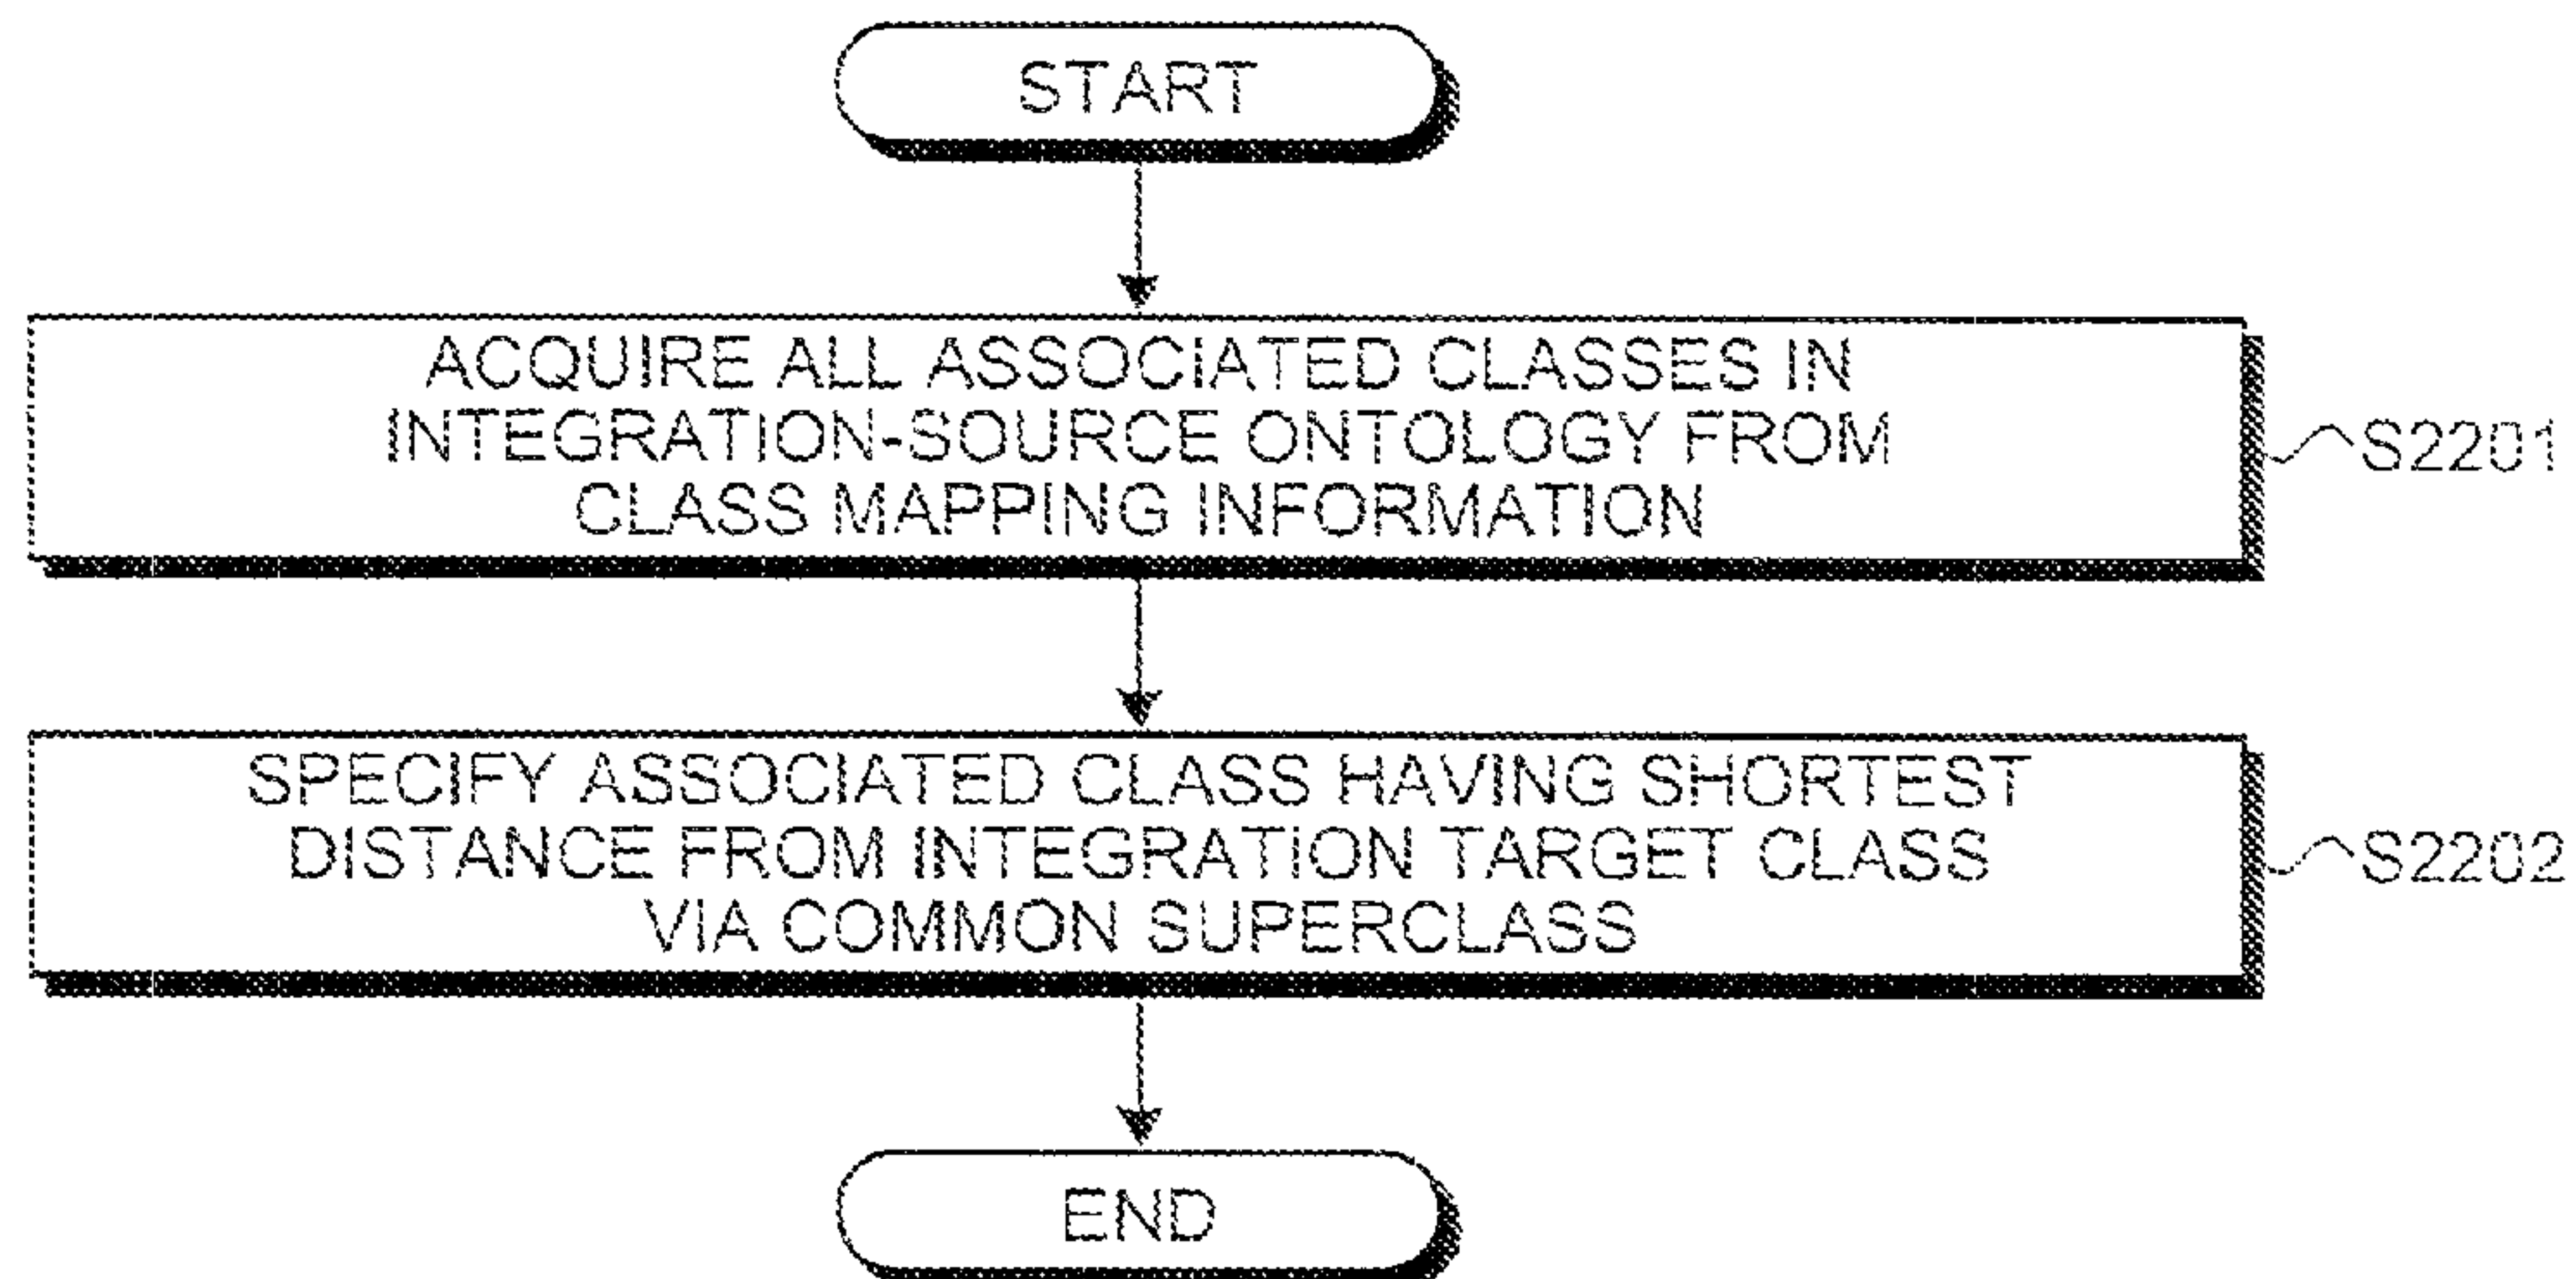 START
ACQUIRE ALL ASSOCIATED CLASSES IN
INTEGRATION-SOURCE ONTOLOGY FROM
CLASS MAPPING INFORMATION
S2201
SPECIFY ASSOCIATED CLASS HAVING SHORTEST
DISTANCE FROM INTEGRATION TARGET CLASS
VIA COMMON SUPERCLASS
S2202
END